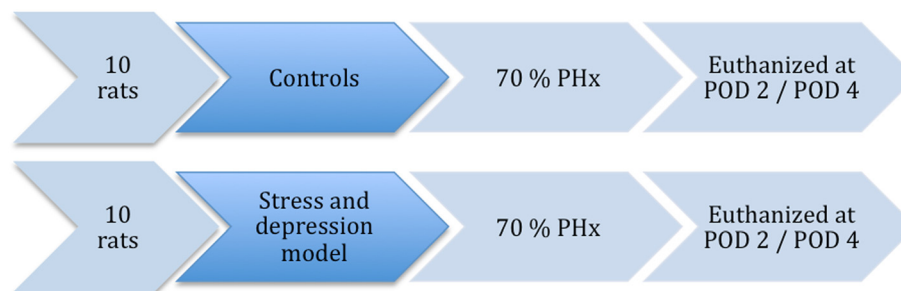 10
rats
Controls
70 % PHx
Euthanized at
POD 2 / POD 4
10
rats
Stress and
depression
model
70 % PHx
Euthanized at
POD 2 / POD 4